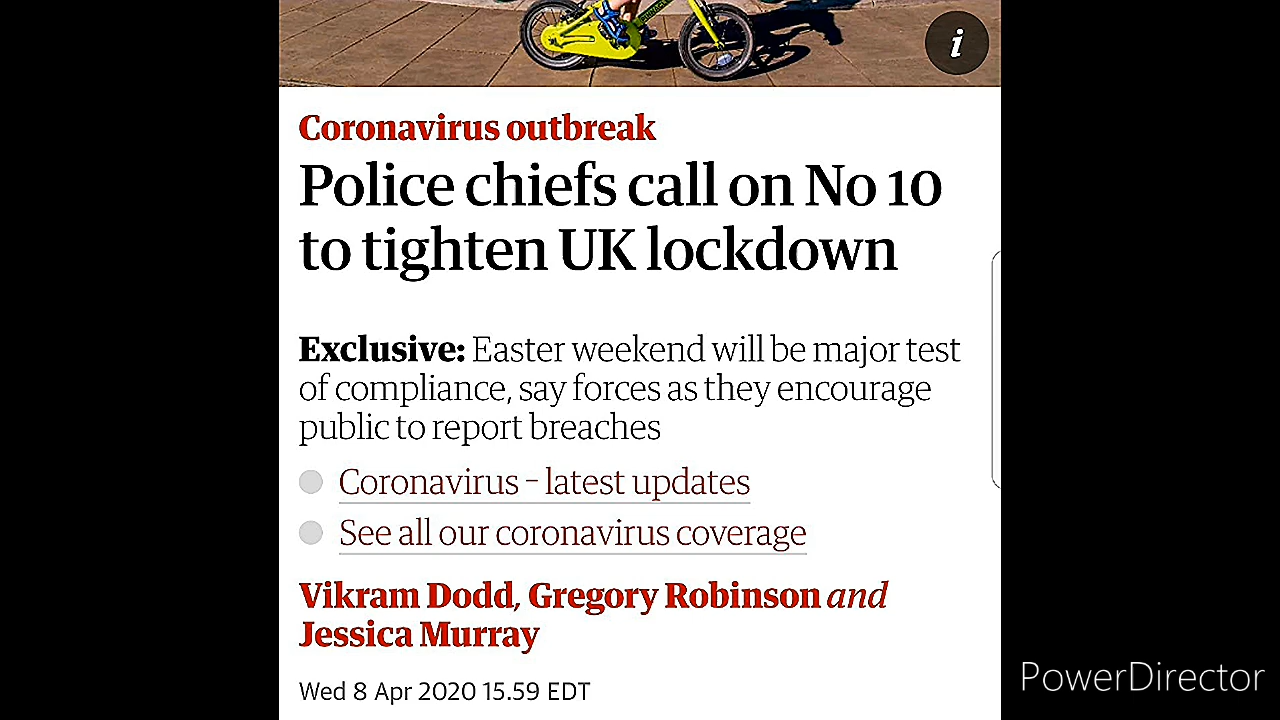 i
Coronavirus outbreak
Police chiefs call on No 10
to tighten UK lockdown
Exclusive: Easter weekend will be major test
of compliance, say forces as they encourage
public to report breaches
Coronavirus – latest updates
See all our coronavirus coverage
Vikram Dodd, Gregory Robinson and
Jessica Murray
Wed 8 Apr 2020 15.59 EDT
PowerDirector